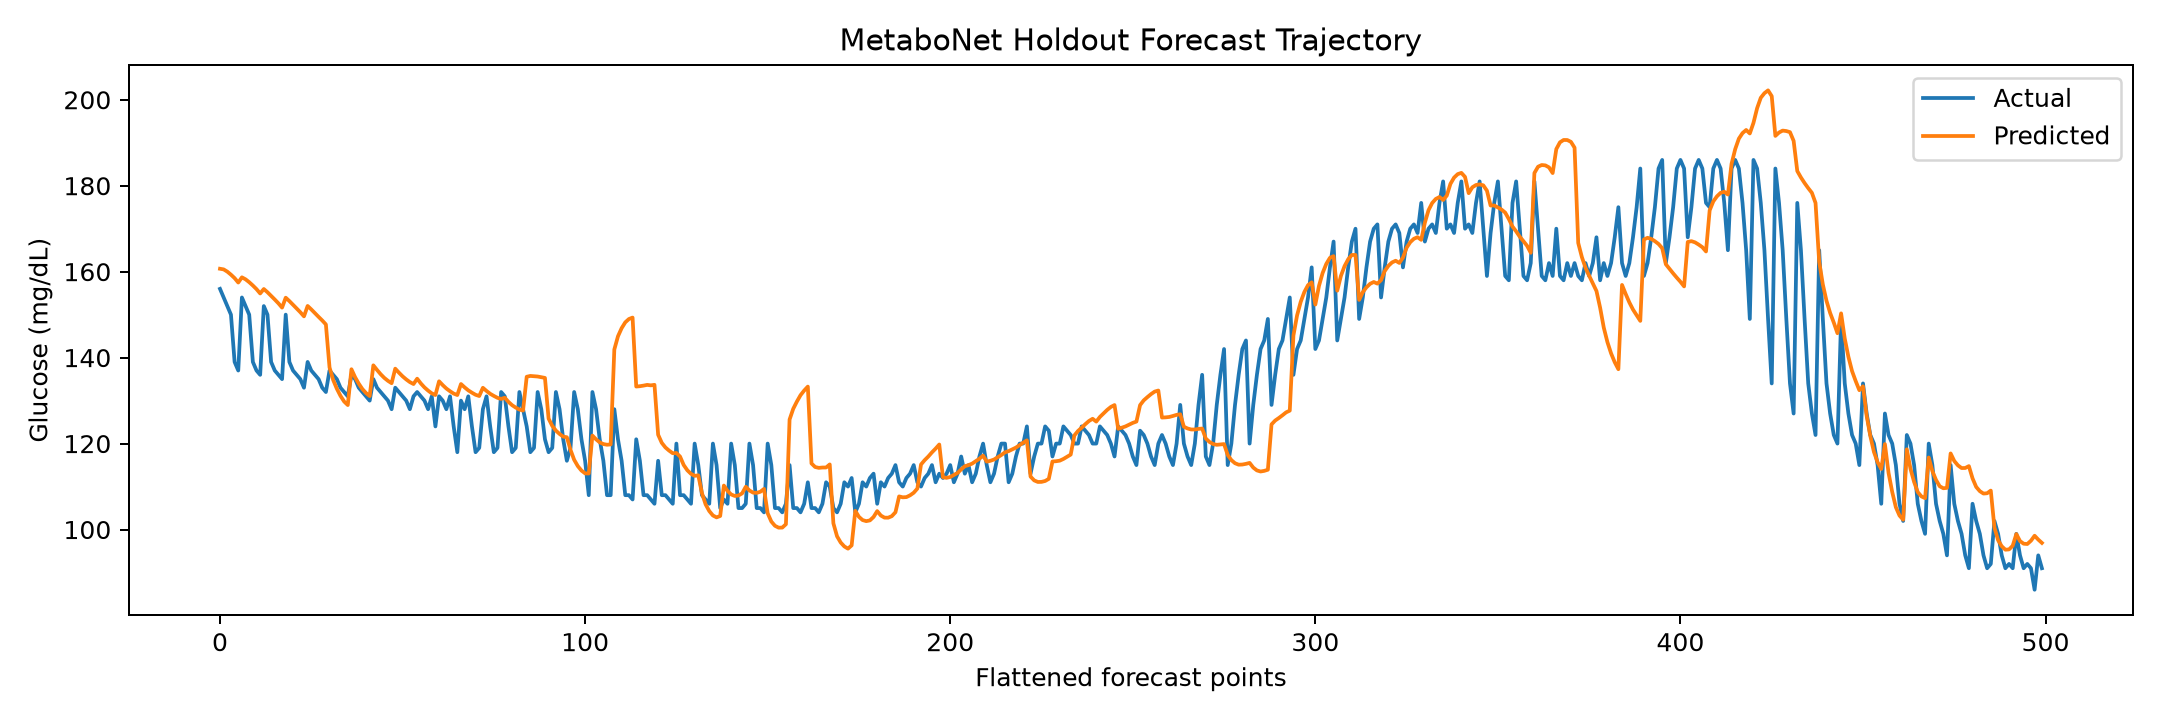 MetaboNet Holdout Forecast Trajectory
Glucose (mg/dL)
200
180
160
140
120
100
Actual
Predicted
0 100 200 300 400 500
Flattened forecast points